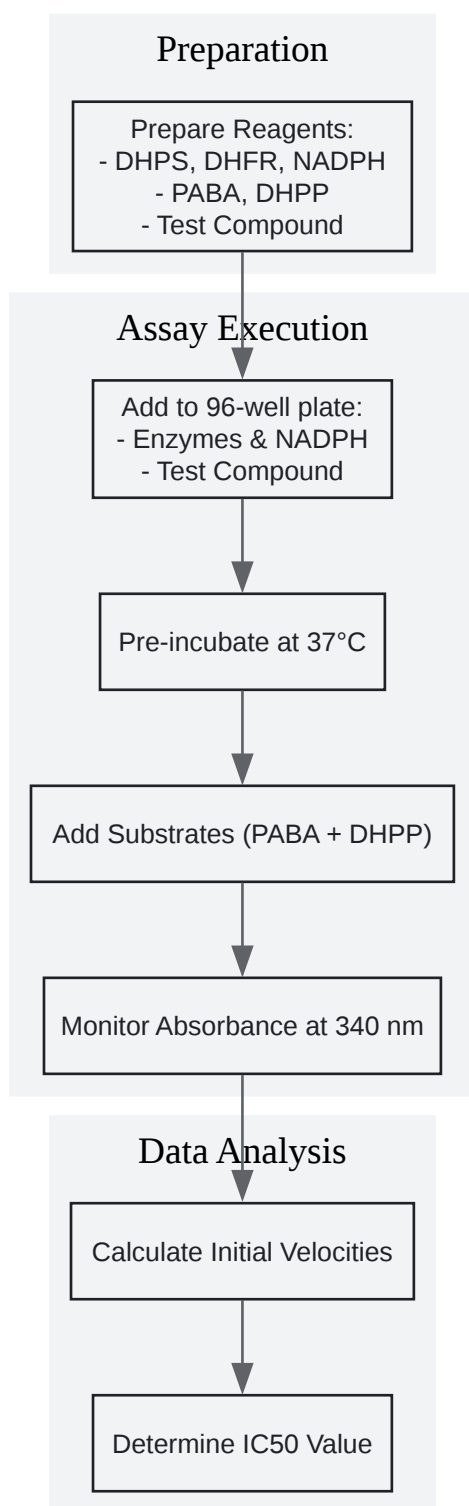 Preparation
Prepare Reagents:
- DHPS, DHFR, NADPH
- PABA, DHPP
- Test Compound
Assay Execution
Add to 96-well plate:
- Enzymes & NADPH
- Test Compound
Pre-incubate at 37°C
Add Substrates (PABA + DHPP)
Monitor Absorbance at 340 nm
Data Analysis
Calculate Initial Velocities
Determine IC50 Value